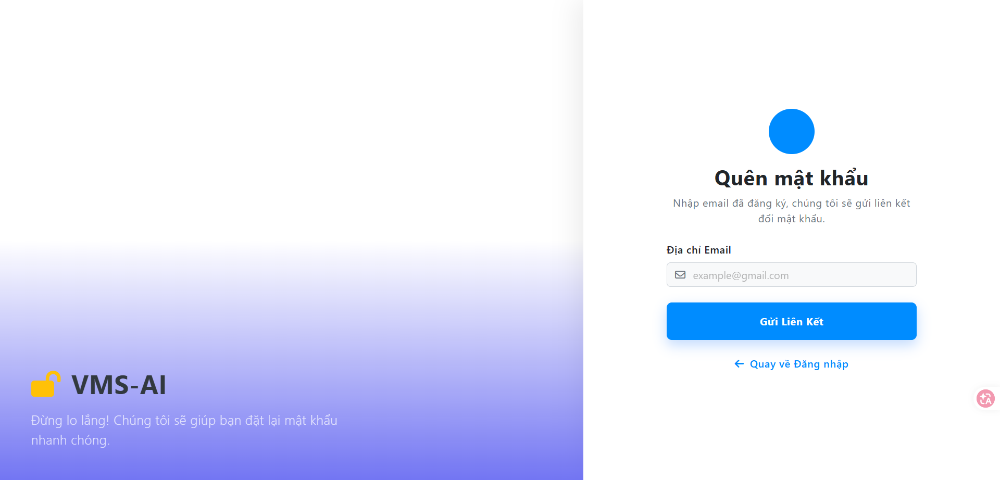 VMS-AI
Đừng lo lắng! Chúng tôi sẽ giúp bạn đặt lại mật khẩu
nhanh chóng.
Quên mật khẩu
Nhập email đã đăng ký, chúng tôi sẽ gửi liên kết
đổi mật khẩu.
Địa chỉ Email
example@gmail.com
Gửi Liên Kết
Quay về Đăng nhập